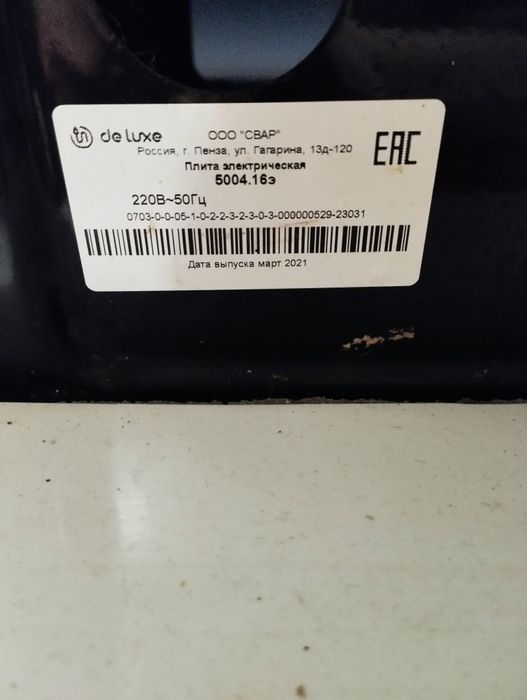 de luxe
ООО "СВАР"
Россия, г. Пенза, ул. Гагарина, 13д-120
ЕАС
Плита электрическая
5004.16э
220В~50Гц
0703-0-0-05-1-0-2-2-3-2-3-0-3-000000529-23031
Дата выпуска март 2021